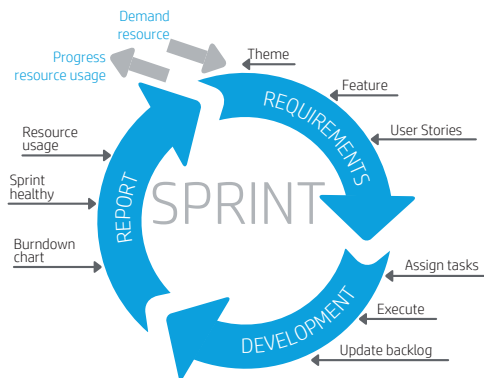 Demand
resource
Progress
resource usage
Theme
Feature
User Stories
REQUIREMENTS
SPRINT
Resource
usage
Sprint
healthy
Burndown
chart
REPORT
Assign tasks
Execute
Update backlog
DEVELOPMENT